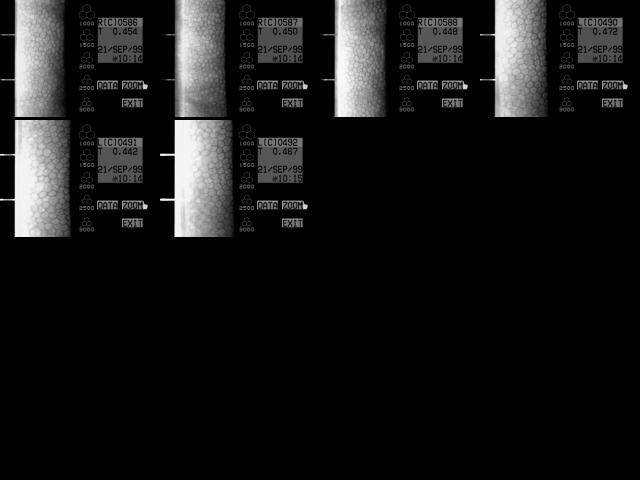 R(C)0586
T 0.454
21/SEP/99
10:14
1000
1500
2000
2500
3000
DATA ZOOM
EXIT
R(C)0587
T 0.450
21/SEP/99
10:14
1000
1500
2000
2500
3000
DATA ZOOM
EXIT
R(C)0588
T 0.448
21/SEP/99
10:14
1000
1500
2000
2500
3000
DATA ZOOM
EXIT
L(C)0490
T 0.472
21/SEP/99
10:14
1000
1500
2000
2500
3000
DATA ZOOM
EXIT
L(C)0491
T 0.442
21/SEP/99
10:14
1000
1500
2000
2500
3000
DATA ZOOM
EXIT
L(C)0492
T 0.467
21/SEP/99
10:15
1000
1500
2000
2500
3000
DATA ZOOM
EXIT